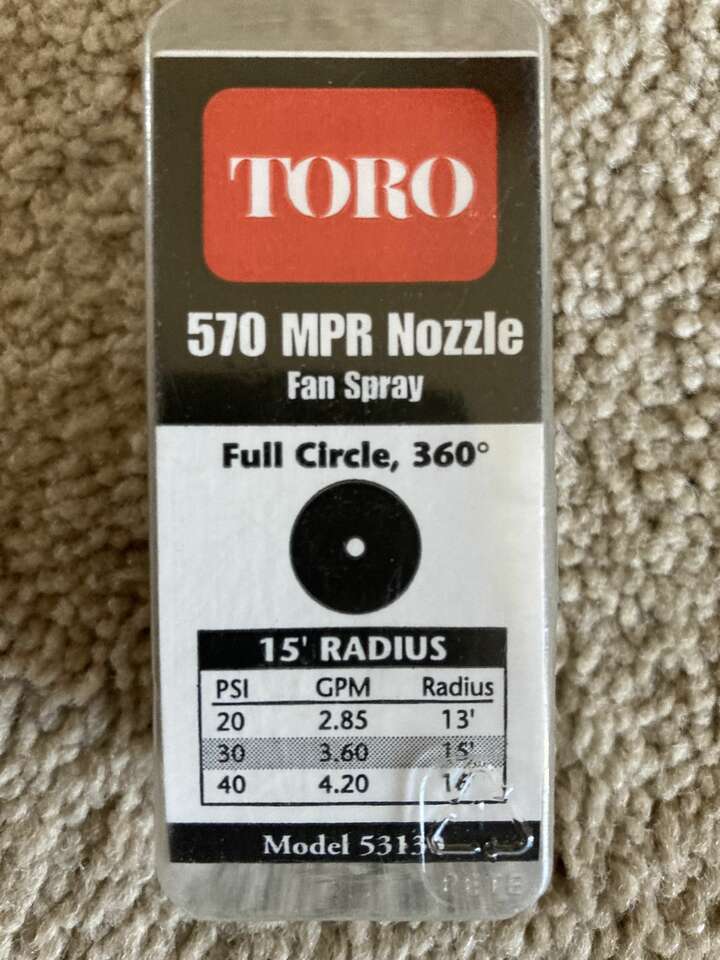 TORO
570 MPR Nozzle
Fan Spray
Full Circle, 360°
15' RADIUS
PSI GPM Radius
20 2.85 13'
30 3.60 15'
40 4.20
Model